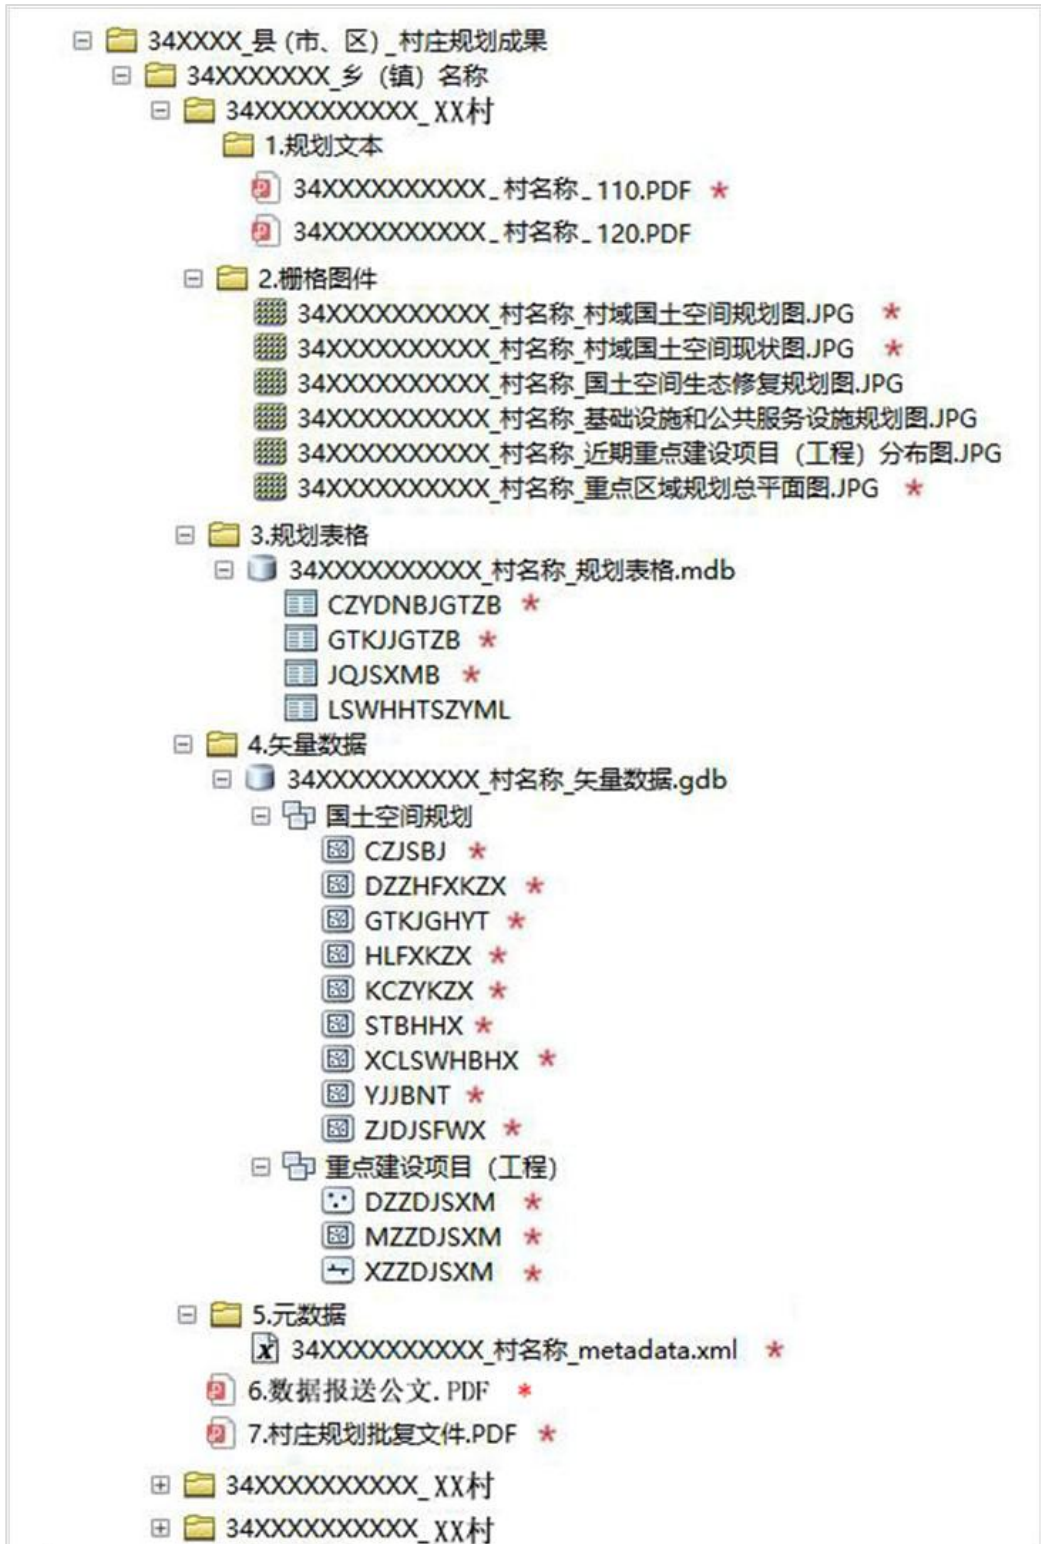 34XXXX_县 (市、区) _村庄规划成果
34XXXXXXX_乡 (镇) 名称
34XXXXXXXXXX_XX村
1.规划文本
34XXXXXXXXXX_村名称_110.PDF *
34XXXXXXXXXX_村名称_120.PDF
2.栅格图件
34XXXXXXXXXX_村名称_村域国土空间规划图.JPG *
34XXXXXXXXXX_村名称_村域国土空间现状图.JPG *
34XXXXXXXXXX_村名称_国土空间生态修复规划图.JPG
34XXXXXXXXXX_村名称_基础设施和公共服务设施规划图.JPG
34XXXXXXXXXX_村名称_近期重点建设项目 (工程) 分布图.JPG
34XXXXXXXXXX_村名称_重点区域规划总平面图.JPG *
3.规划表格
34XXXXXXXXXX_村名称_规划表格.mdb
CZYDNBJGTZB *
GTKJJGTZB *
JQJSXMB *
LSWHHTSZYML
4.矢量数据
34XXXXXXXXXX_村名称_矢量数据.gdb
国土空间规划
CZJSBJ *
DZZHFXKZX *
GTKJGHYT *
HLFXKZX *
KCZYKZX *
STBHHX *
XCLSWHBHX *
YJJBNT *
ZJDJSFWX *
重点建设项目 (工程)
DZZDJSXM *
MZZDJSXM *
XZZDJSXM *
5.元数据
34XXXXXXXXXX_村名称_metadata.xml *
6.数据报送公文.PDF *
7.村庄规划批复文件.PDF *
34XXXXXXXXXX_XX村
34XXXXXXXXXX_XX村